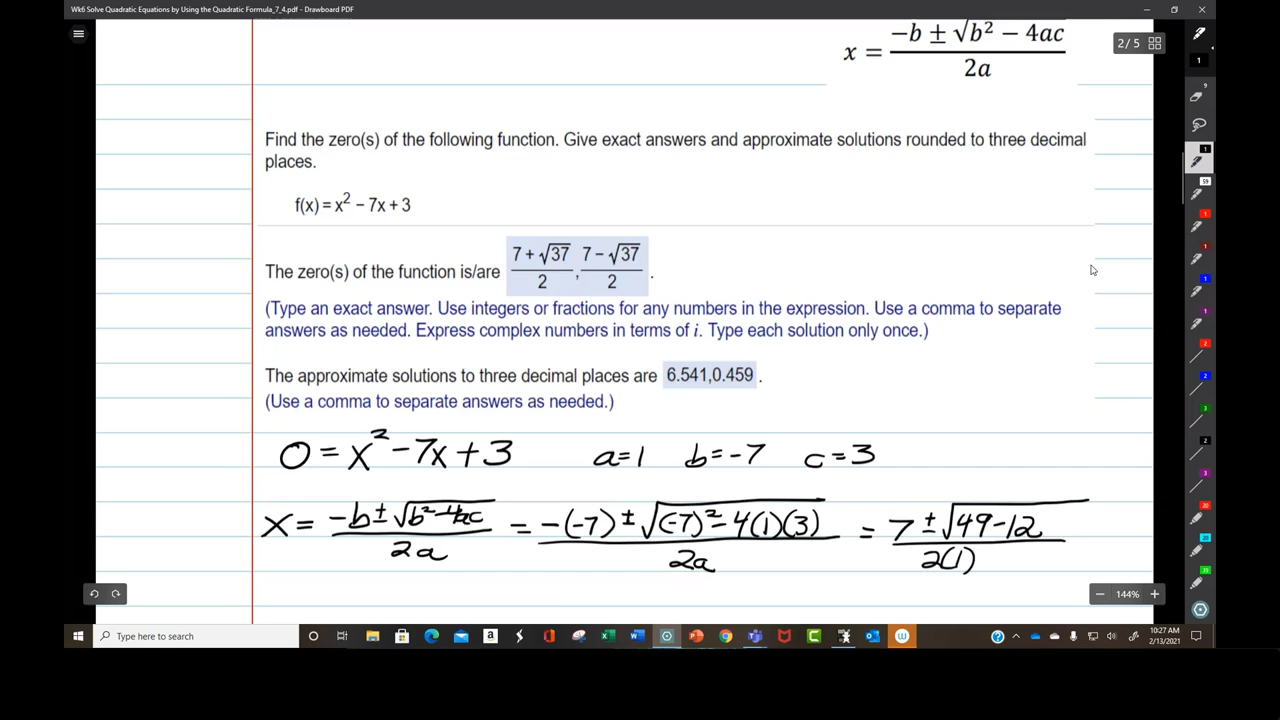 Wk6 Solve Quadratic Equations by Using the Quadratic Formula_7_4.pdf - Drawboard PDF
x = (−b ± √(b² − 4ac)) / 2a
2 / 5
Find the zero(s) of the following function. Give exact answers and approximate solutions rounded to three decimal
places.
f(x) = x² − 7x + 3
The zero(s) of the function is/are (7 + √37)/2 , (7 − √37)/2 .
(Type an exact answer. Use integers or fractions for any numbers in the expression. Use a comma to separate
answers as needed. Express complex numbers in terms of i. Type each solution only once.)
The approximate solutions to three decimal places are 6.541,0.459 .
(Use a comma to separate answers as needed.)
0 = x² − 7x + 3 a=1 b=-7 c=3
x = (−b ± √(b² − 4ac)) / 2a = (−(−7) ± √((−7)² − 4(1)(3))) / 2a = (7 ± √(49 − 12)) / 2(1)
144%
Type here to search
10:27 AM
2/13/2021